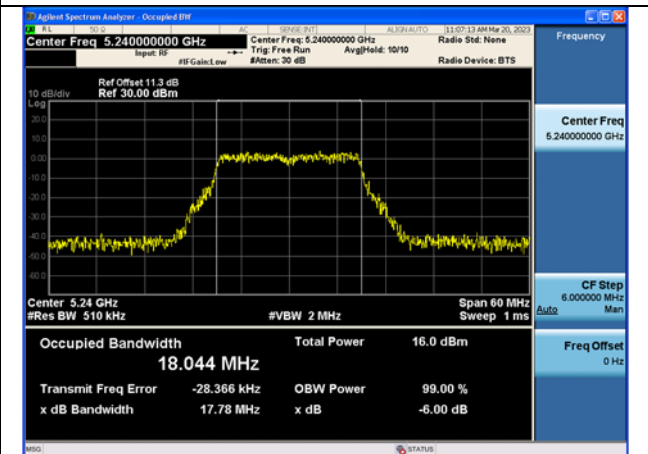 Agilent Spectrum Analyzer - Occupied BW
RL 50 Ω AC SENSE:INT ALIGN AUTO 11:07:13 AM Mar 20, 2023
Center Freq 5.240000000 GHz Center Freq: 5.240000000 GHz Radio Std: None Frequency
Input: RF Trig: Free Run Avg|Hold: 10/10
#IFGain:Low #Atten: 30 dB Radio Device: BTS
Ref Offset 11.3 dB
10 dB/div Ref 30.00 dBm
Log
20.0
10.0
0.00
-10.0
-20.0
-30.0
-40.0
-50.0
-60.0
Center Freq
5.240000000 GHz
Center 5.24 GHz Span 60 MHz
#Res BW 510 kHz #VBW 2 MHz Sweep 1 ms
CF Step
6.000000 MHz
Auto Man
Occupied Bandwidth Total Power 16.0 dBm
18.044 MHz
Freq Offset
0 Hz
Transmit Freq Error -28.366 kHz OBW Power 99.00 %
x dB Bandwidth 17.78 MHz x dB -6.00 dB
MSG STATUS